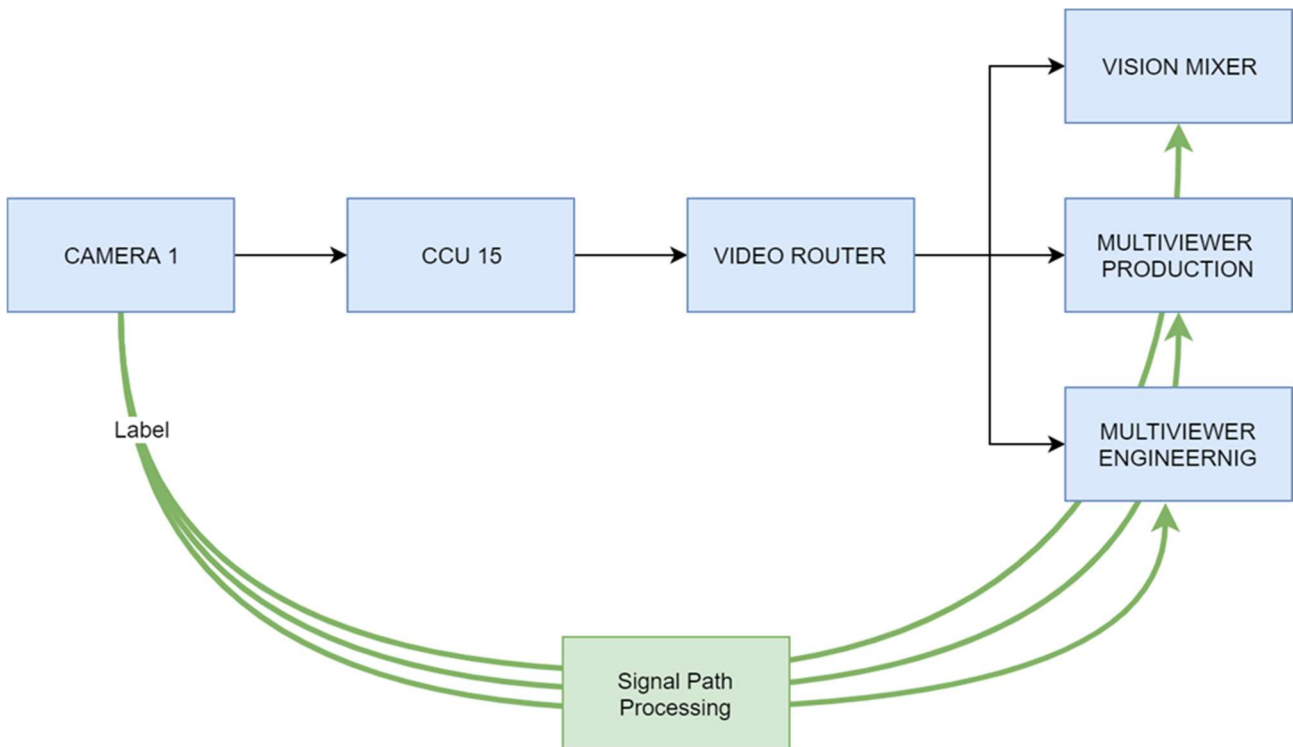 VISION MIXER
CAMERA 1
CCU 15
VIDEO ROUTER
MULTIVIEWER
PRODUCTION
Label
MULTIVIEWER
ENGINEERNIG
Signal Path
Processing